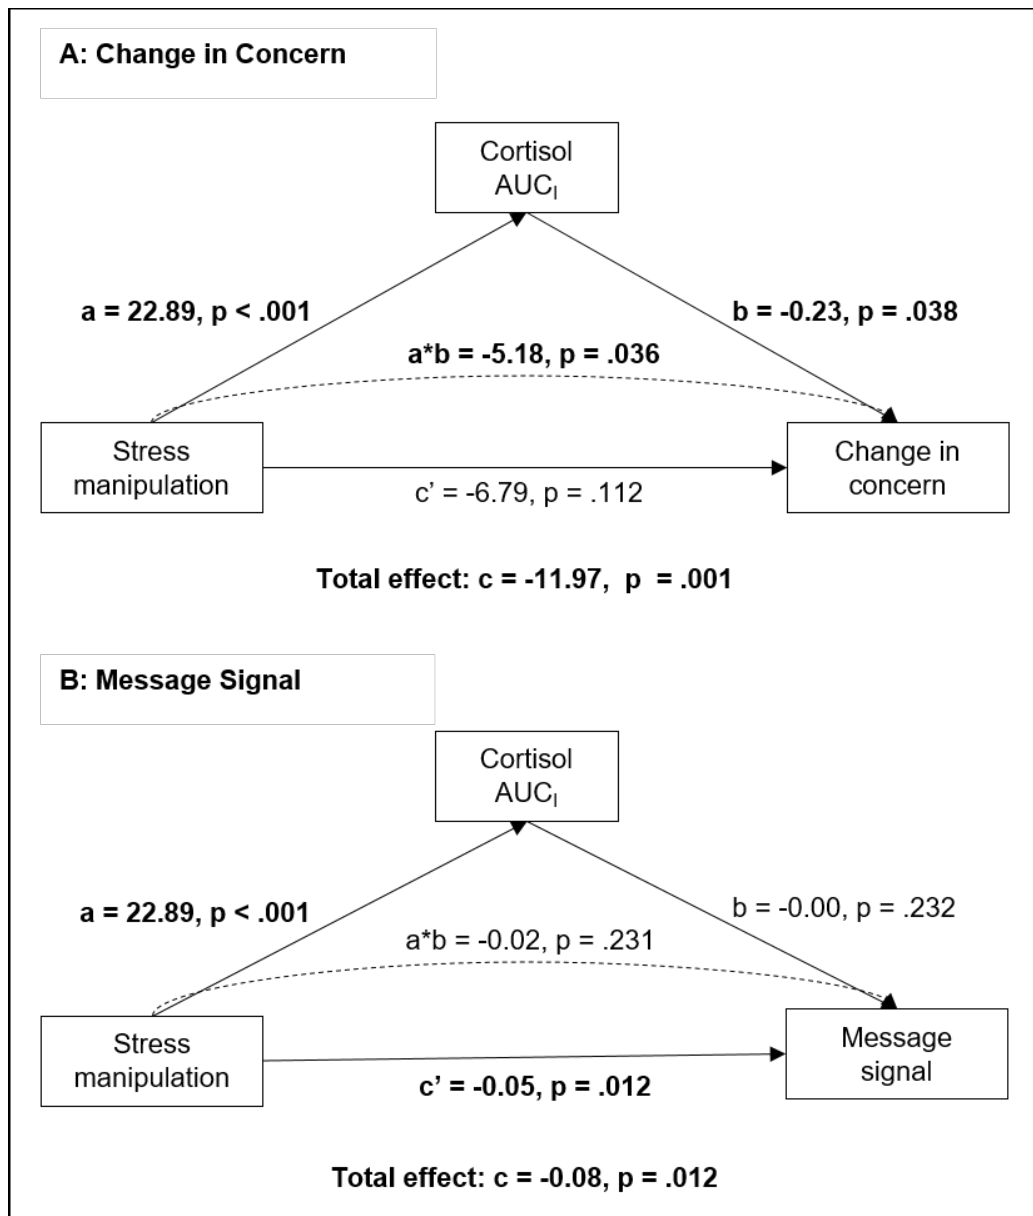 A: Change in Concern
Cortisol
AUCI
a = 22.89, p < .001
b = -0.23, p = .038
a*b = -5.18, p = .036
Stress
manipulation
Change in
concern
c’ = -6.79, p = .112
Total effect: c = -11.97, p = .001
B: Message Signal
Cortisol
AUCI
a = 22.89, p < .001
b = -0.00, p = .232
a*b = -0.02, p = .231
Stress
manipulation
Message
signal
c’ = -0.05, p = .012
Total effect: c = -0.08, p = .012